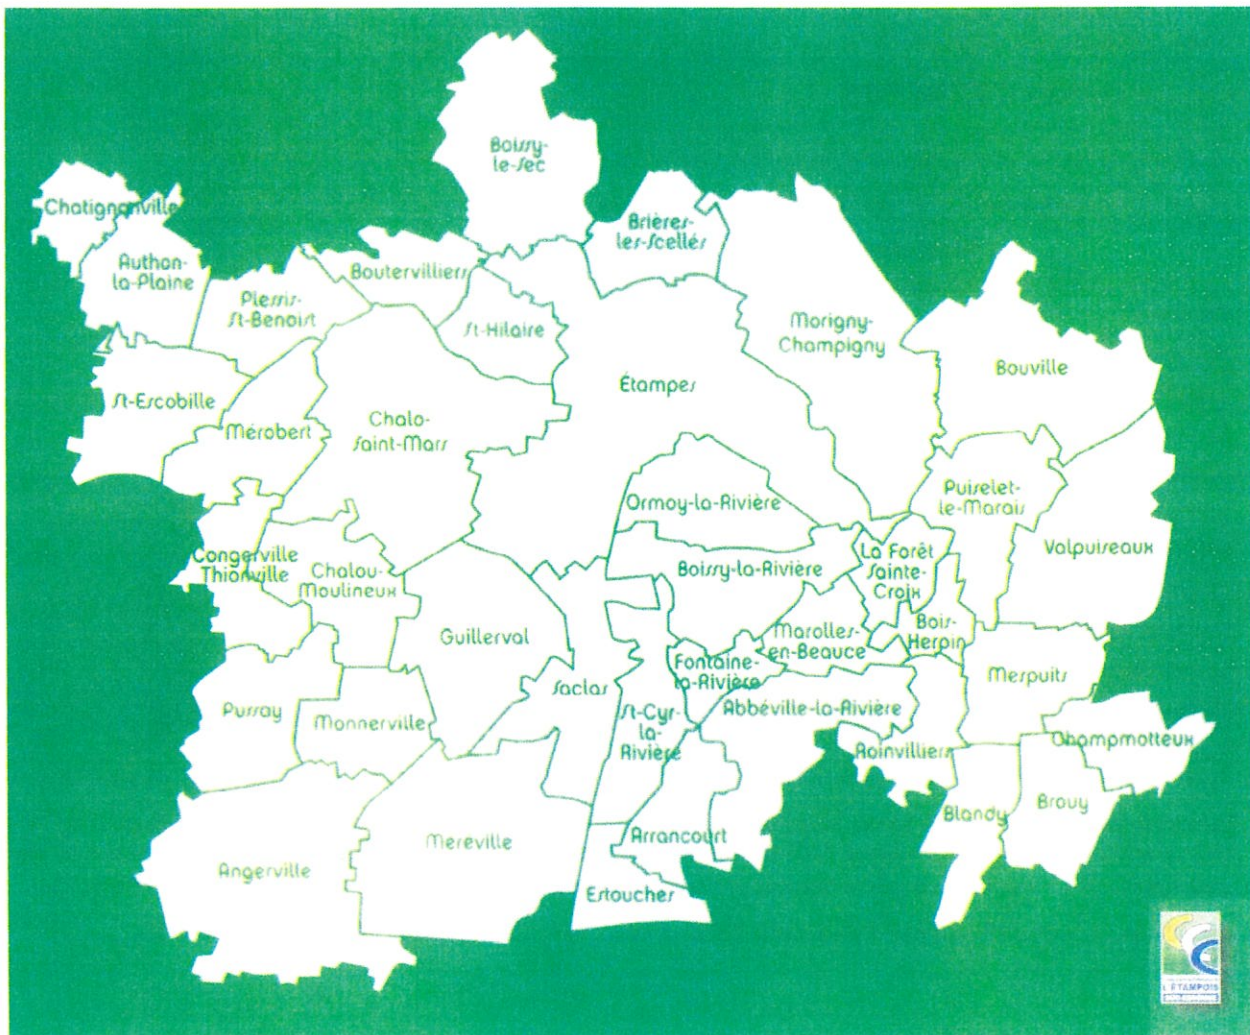 Boissy-
le-Sec
Chatignonville
Brières-
les-Scellés
Authon-
la-Plaine
Boutervilliers
Plessis-
St-Benoist
St-Hilaire
Morigny-
Champigny
Bouville
Étampes
St-Escobille
Mérobert
Chalo-
Saint-Mars
Puiselet-
le-Marais
Ormoy-la-Rivière
Valpuiseaux
Congerville
Thionville
Chalou-
Moulineux
Boissy-la-Rivière
La Forêt
Sainte-
Croix
Bois-
Herpin
Guillerval
Marolles-
en-Beauce
Fontaine-
la-Rivière
Mespuits
Saclas
Pussay
Monnerville
St-Cyr-
la-
Rivière
Abbéville-la-Rivière
Roinvilliers
Champmotteux
Blandy
Brouy
Angerville
Mereville
Arrancourt
Estouches
L'ÉTAMPOIS